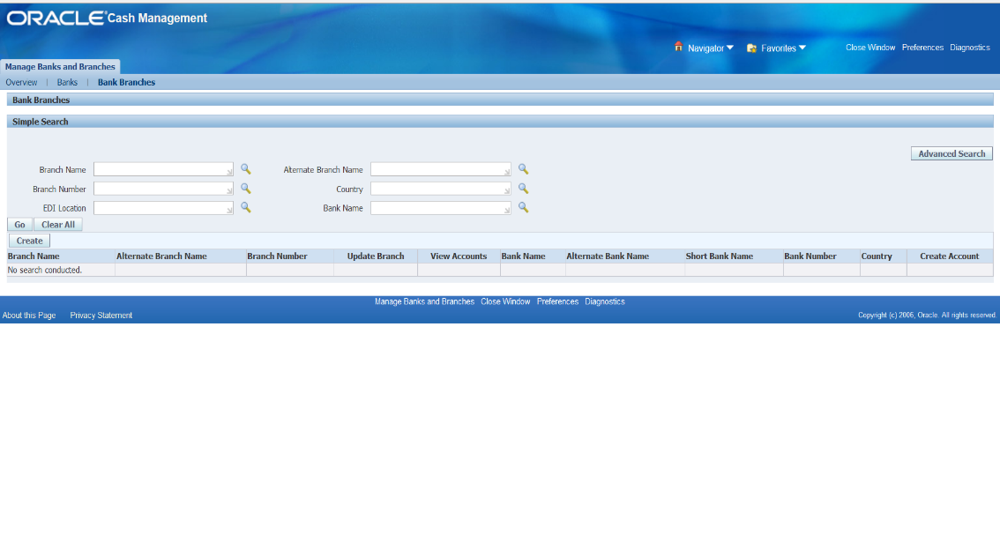 ORACLE® Cash Management
Navigator Favorites Close Window Preferences Diagnostics
Manage Banks and Branches
Overview | Banks | Bank Branches
Bank Branches
Simple Search
Advanced Search
Branch Name Alternate Branch Name
Branch Number Country
EDI Location Bank Name
Go Clear All
Create
Branch Name Alternate Branch Name Branch Number Update Branch View Accounts Bank Name Alternate Bank Name Short Bank Name Bank Number Country Create Account
No search conducted.
Manage Banks and Branches Close Window Preferences Diagnostics
About this Page Privacy Statement Copyright (c) 2006, Oracle. All rights reserved.